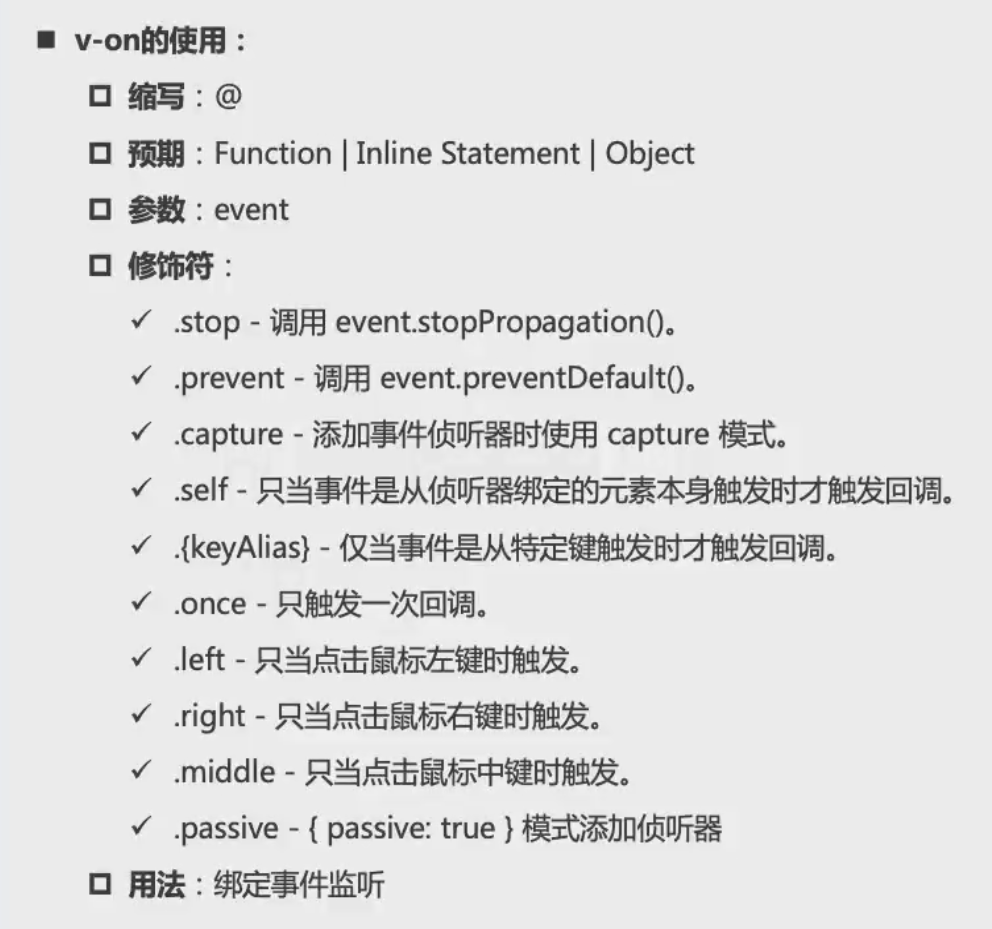 v-on的使用：
缩写：@
预期：Function | Inline Statement | Object
参数：event
修饰符：
.stop - 调用 event.stopPropagation()。
.prevent - 调用 event.preventDefault()。
.capture - 添加事件侦听器时使用 capture 模式。
.self - 只当事件是从侦听器绑定的元素本身触发时才触发回调。
.{keyAlias} - 仅当事件是从特定键触发时才触发回调。
.once - 只触发一次回调。
.left - 只当点击鼠标左键时触发。
.right - 只当点击鼠标右键时触发。
.middle - 只当点击鼠标中键时触发。
.passive - { passive: true } 模式添加侦听器
用法：绑定事件监听